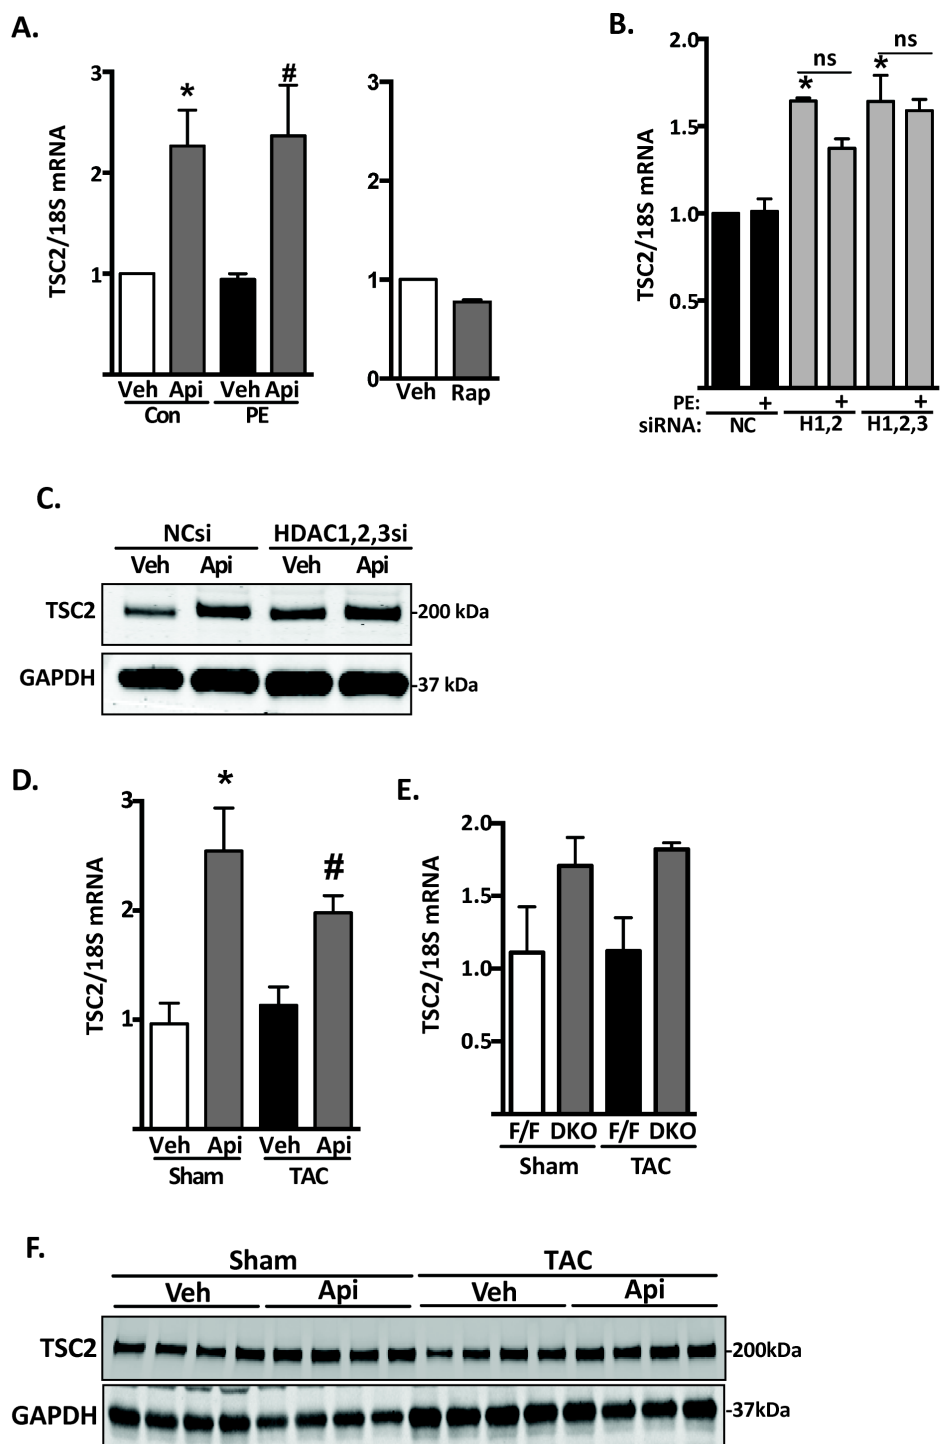 A.
TSC2/18S mRNA
3
2
1
*
#
Veh Api Veh Api
Con PE
3
2
1
0
Veh Rap
B.
TSC2/18S mRNA
2.0
1.5
1.0
0.5
ns
ns
*
*
PE: + + +
siRNA: NC H1,2 H1,2,3
C.
NCsi HDAC1,2,3si
Veh Api Veh Api
TSC2 -200 kDa
GAPDH -37 kDa
D.
TSC2/18S mRNA
3
2
1
*
#
Veh Api Veh Api
Sham TAC
E.
TSC2/18S mRNA
2.0
1.5
1.0
0.5
F/F DKO F/F DKO
Sham TAC
F.
Sham TAC
Veh Api Veh Api
TSC2 -200kDa
GAPDH -37kDa